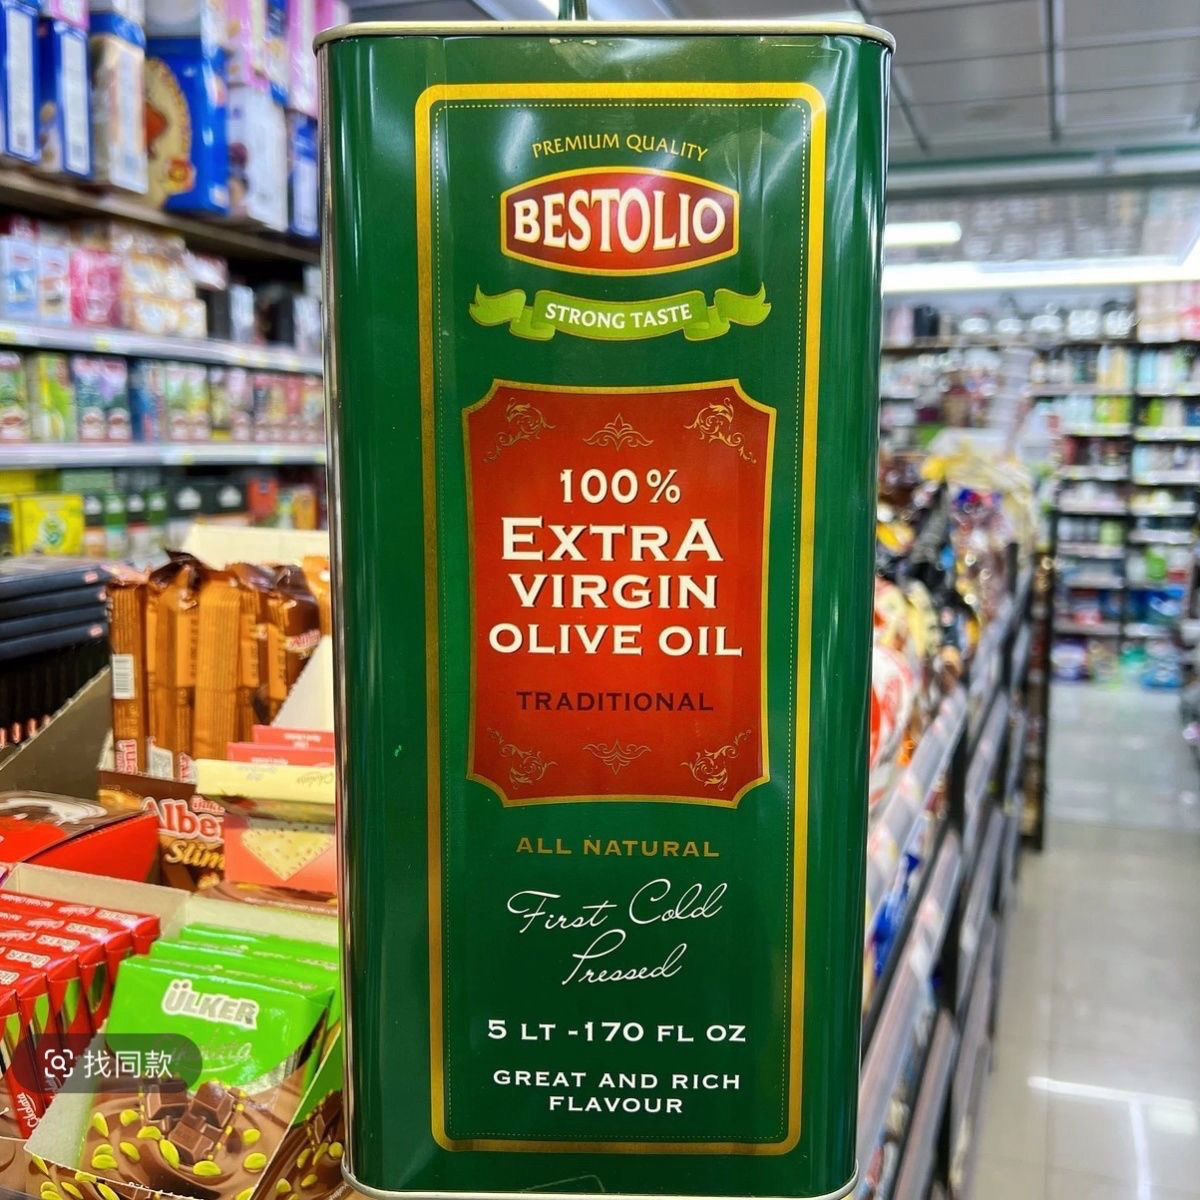 PREMIUM QUALITY
BESTOLIO
STRONG TASTE
100%
EXTRA
VIRGIN
OLIVE OIL
TRADITIONAL
ALL NATURAL
First Cold
Pressed
5 LT -170 FL OZ
GREAT AND RICH
FLAVOUR
Albe
Slim
ÜLKER
找同款